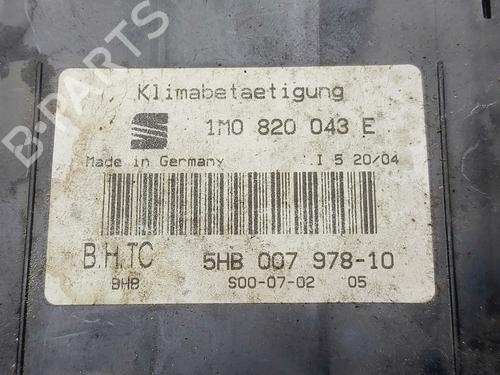 B-PARTS
Klimabetaetigung
1M0 820 043 E
Made in Germany I 5 20/04
B.H.TC 5HB 007 978-10
BHB S00-07-02 05